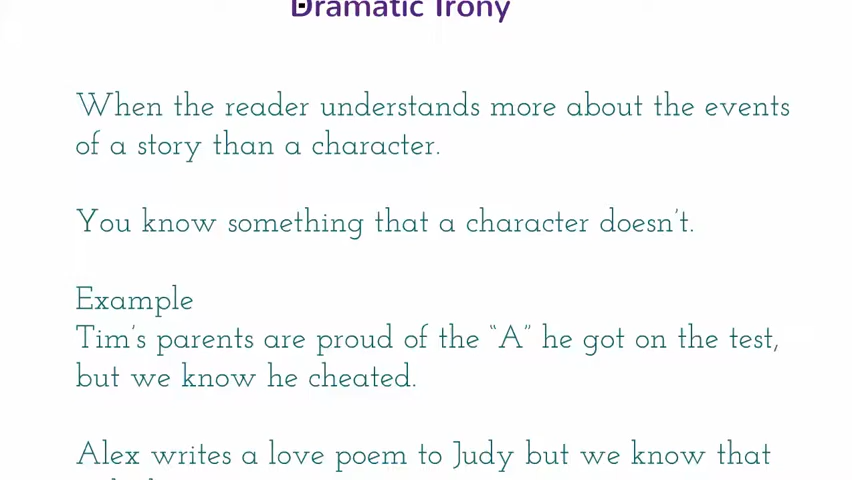 Dramatic Irony
When the reader understands more about the events
of a story than a character.
You know something that a character doesn't.
Example
Tim's parents are proud of the “A” he got on the test,
but we know he cheated.
Alex writes a love poem to Judy but we know that